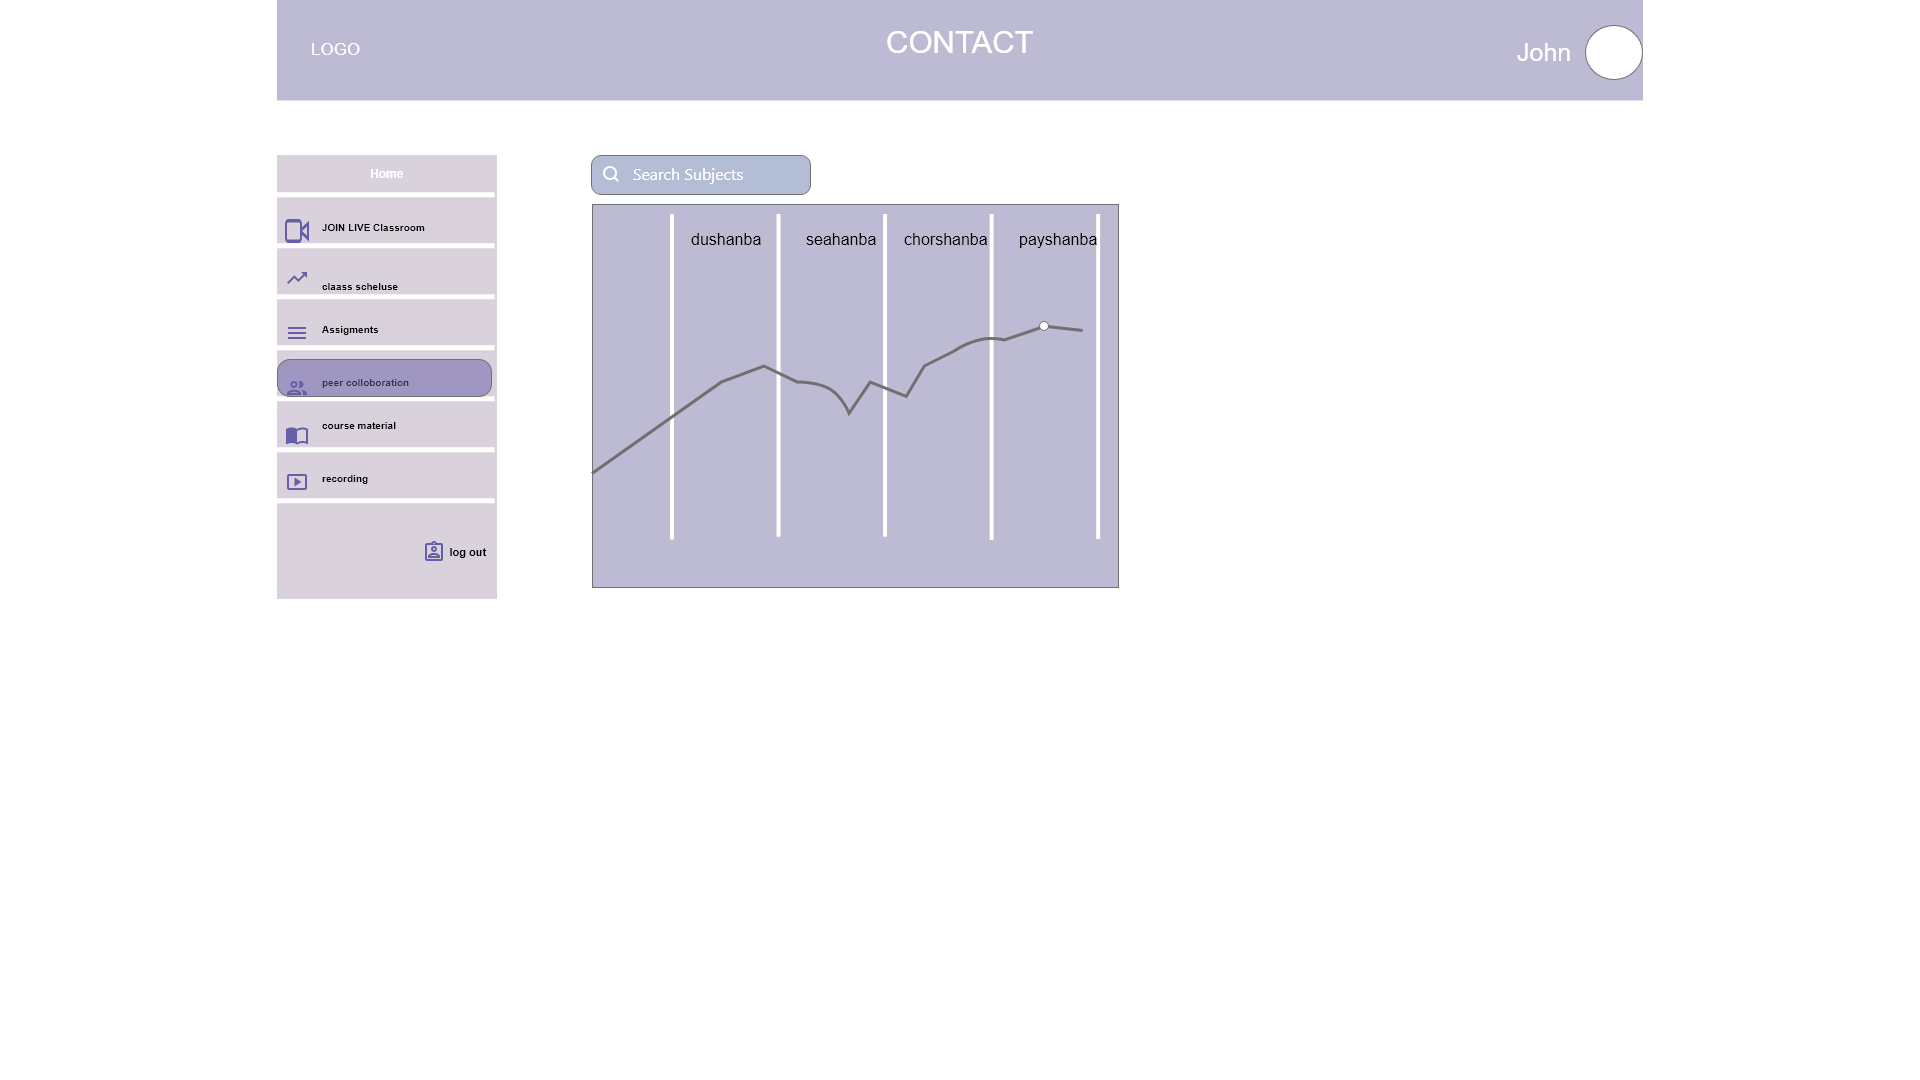 LOGO
CONTACT
John
Home
JOIN LIVE Classroom
claass scheluse
Assigments
peer colloboration
course material
recording
log out
Search Subjects
dushanba seahanba chorshanba payshanba